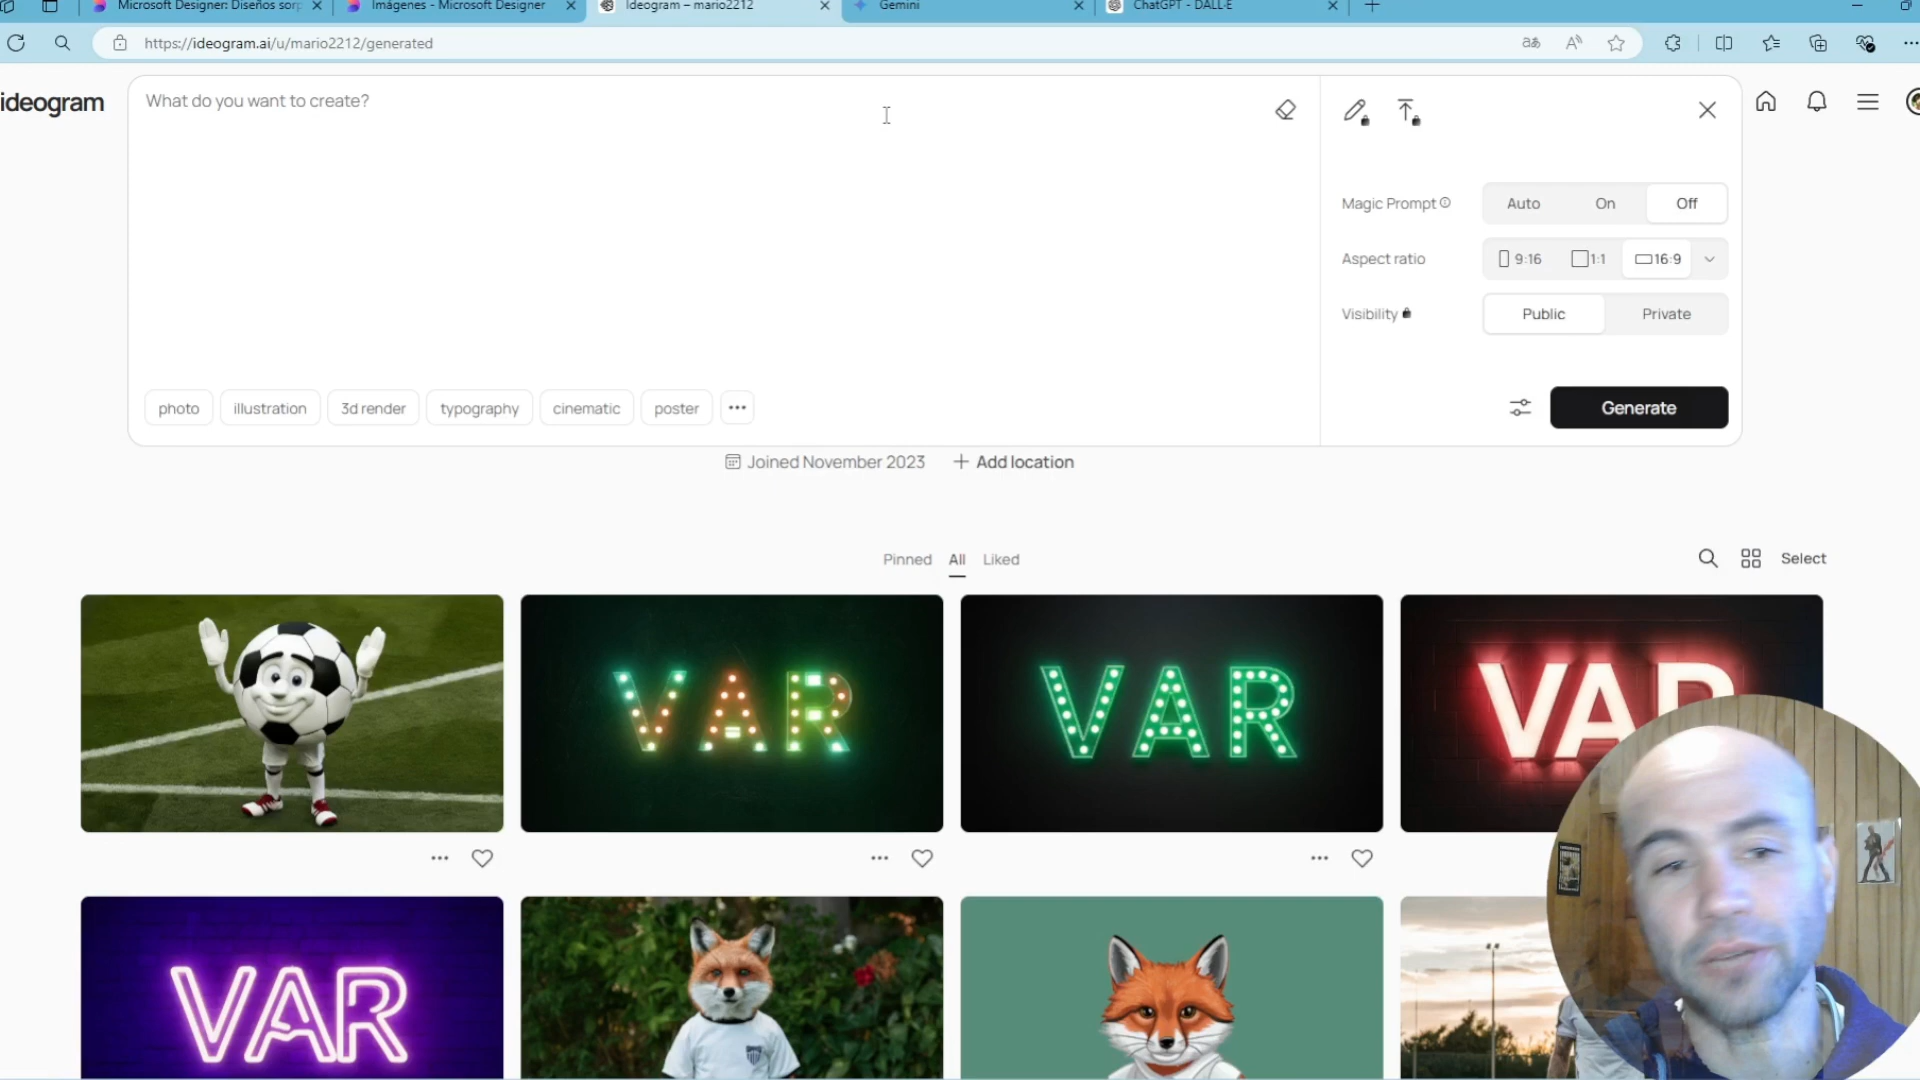 Microsoft Designer: Diseños sorp
Imágenes - Microsoft Designer
Ideogram – mario2212
Gemini
ChatGPT - DALL·E
https://ideogram.ai/u/mario2212/generated
ideogram
What do you want to create?
Magic Prompt
Auto
On
Off
Aspect ratio
9:16
1:1
16:9
Visibility
Public
Private
photo
illustration
3d render
typography
cinematic
poster
Generate
Joined November 2023
Add location
Pinned
All
Liked
Select
VAR
VAR
VAR
VAR